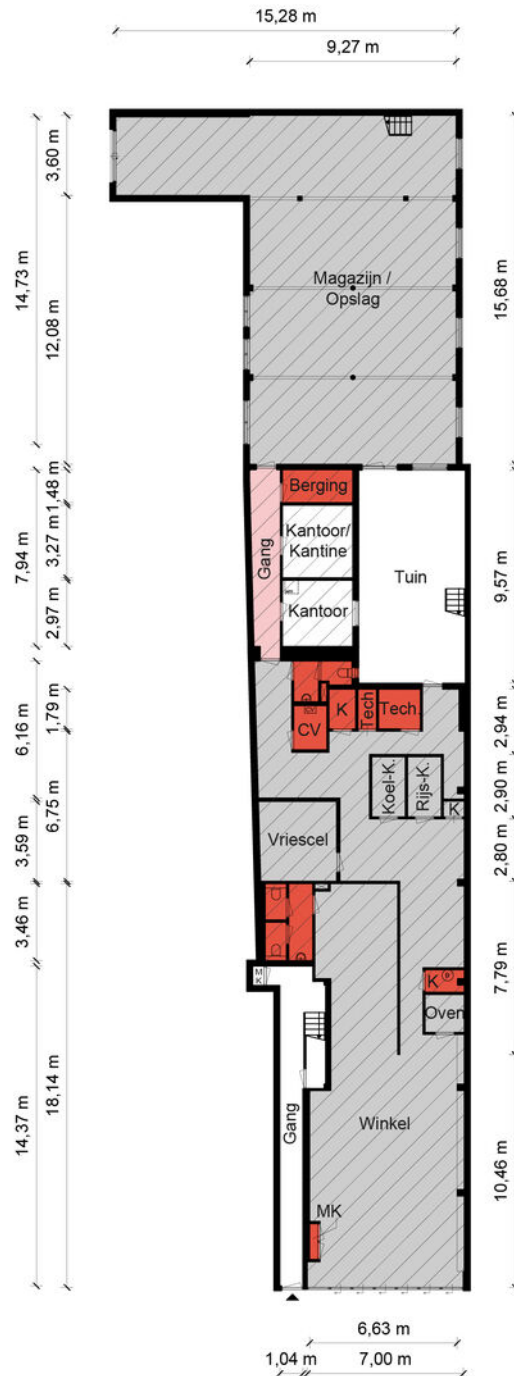 15,28 m
9,27 m
3,60 m
14,73 m
12,08 m
15,68 m
Magazijn /
Opslag
1,48 m
Berging
3,27 m
Kantoor/
Kantine
7,94 m
Gang
Tuin
9,57 m
2,97 m
Kantoor
6,16 m
1,79 m
K
Tech
Tech.
2,94 m
CV
6,75 m
Koel-K.
Rijs-K.
2,90 m
K
3,59 m
Vriescel
2,80 m
3,46 m
M
K
K
7,79 m
Oven
14,37 m
18,14 m
Gang
Winkel
10,46 m
MK
6,63 m
1,04 m
7,00 m